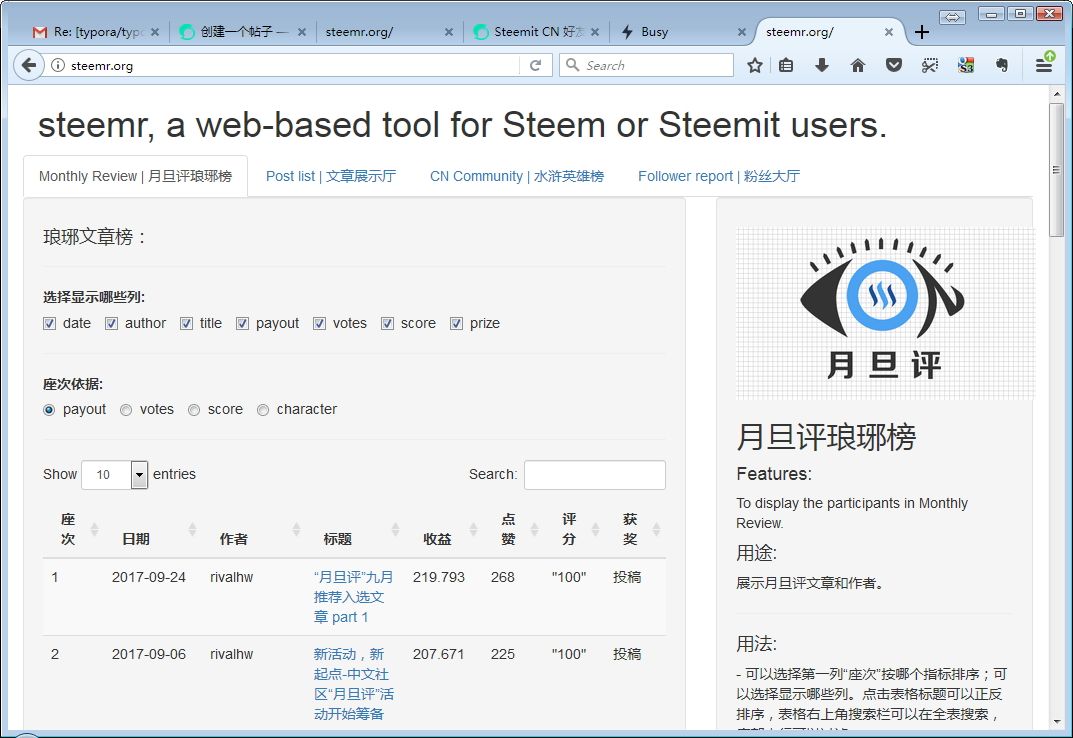 Re: [typora/typo
创建一个帖子 —
steemr.org/
Steemit CN 好友
Busy
steemr.org/
steemr.org
Search
steemr, a web-based tool for Steem or Steemit users.
Monthly Review | 月旦评琅琊榜
Post list | 文章展示厅
CN Community | 水浒英雄榜
Follower report | 粉丝大厅
琅琊文章榜：
选择显示哪些列:
date author title payout votes score prize
座次依据:
payout votes score character
Show 10 entries
Search:
座次 日期 作者 标题 收益 点赞 评分 获奖
1 2017-09-24 rivalhw “月旦评”九月 219.793 268 "100" 投稿
推荐入选文
章 part 1
2 2017-09-06 rivalhw 新活动，新 207.671 225 "100" 投稿
起点-中文社
区“月旦评”活
动开始筹备
月旦评
月旦评琅琊榜
Features:
To display the participants in Monthly
Review.
用途:
展示月旦评文章和作者。
用法:
- 可以选择第一列“座次”按哪个指标排序；可
以选择显示哪些列。点击表格标题可以正反
排序，表格右上角搜索栏可以在全表搜索，